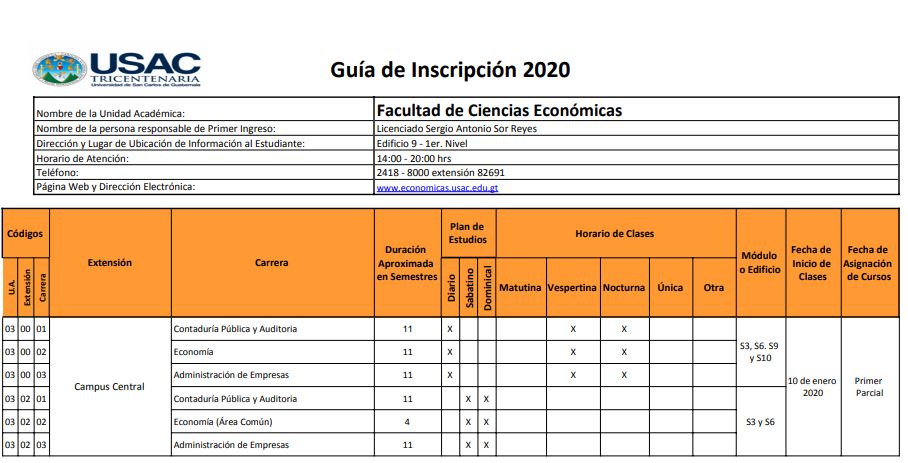 USAC
TRICENTENARIA
Universidad de San Carlos de Guatemala
Guía de Inscripción 2020
Nombre de la Unidad Académica: Facultad de Ciencias Económicas
Nombre de la persona responsable de Primer Ingreso: Licenciado Sergio Antonio Sor Reyes
Dirección y Lugar de Ubicación de Información al Estudiante: Edificio 9 - 1er. Nivel
Horario de Atención: 14:00 - 20:00 hrs
Teléfono: 2418 - 8000 extensión 82691
Página Web y Dirección Electrónica: www.economicas.usac.edu.gt
Códigos Extensión Carrera Duración Aproximada en Semestres Plan de Estudios Horario de Clases Módulo o Edificio Fecha de Inicio de Clases Fecha de Asignación de Cursos
U.A. Extensión Carrera Diario Sabatino Dominical Matutina Vespertina Nocturna Única Otra
03 00 01 Contaduría Pública y Auditoria 11 X X X
03 00 02 Economía 11 X X X
S3, S6. S9 y S10
03 00 03 Administración de Empresas 11 X X X
Campus Central
10 de enero 2020
Primer Parcial
03 02 01 Contaduría Pública y Auditoria 11 X X
03 02 02 Economía (Área Común) 4 X X
S3 y S6
03 02 03 Administración de Empresas 11 X X